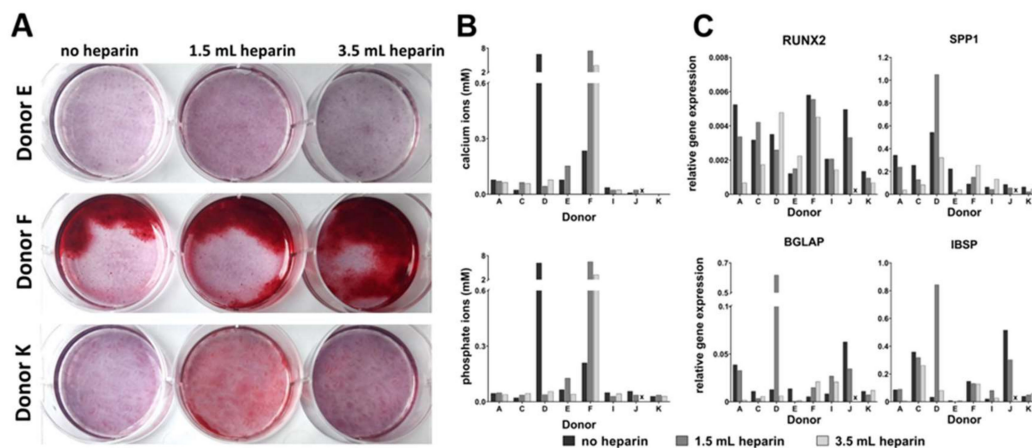 A
no heparin 1.5 mL heparin 3.5 mL heparin
Donor E
Donor F
Donor K
B
calcium ions (mM)
8
2
0.6
0.3
0.0
A C D E F I J K
x
Donor
phosphate ions (mM)
8
2
0.6
0.4
0.2
0.0
A C D E F I J K
x
Donor
C
RUNX2
relative gene expression
0.008
0.006
0.004
0.002
0
A C D E F I J K
x
Donor
SPP1
1.2
1.0
0.8
0.6
0.4
0.2
0.0
A C D E F I J K
x
Donor
BGLAP
relative gene expression
0.7
0.5
0.1
0.05
0
A C D E F I J K
x
Donor
IBSP
1.0
0.8
0.6
0.4
0.2
0.0
A C D E F I J K
x
Donor
no heparin 1.5 mL heparin 3.5 mL heparin